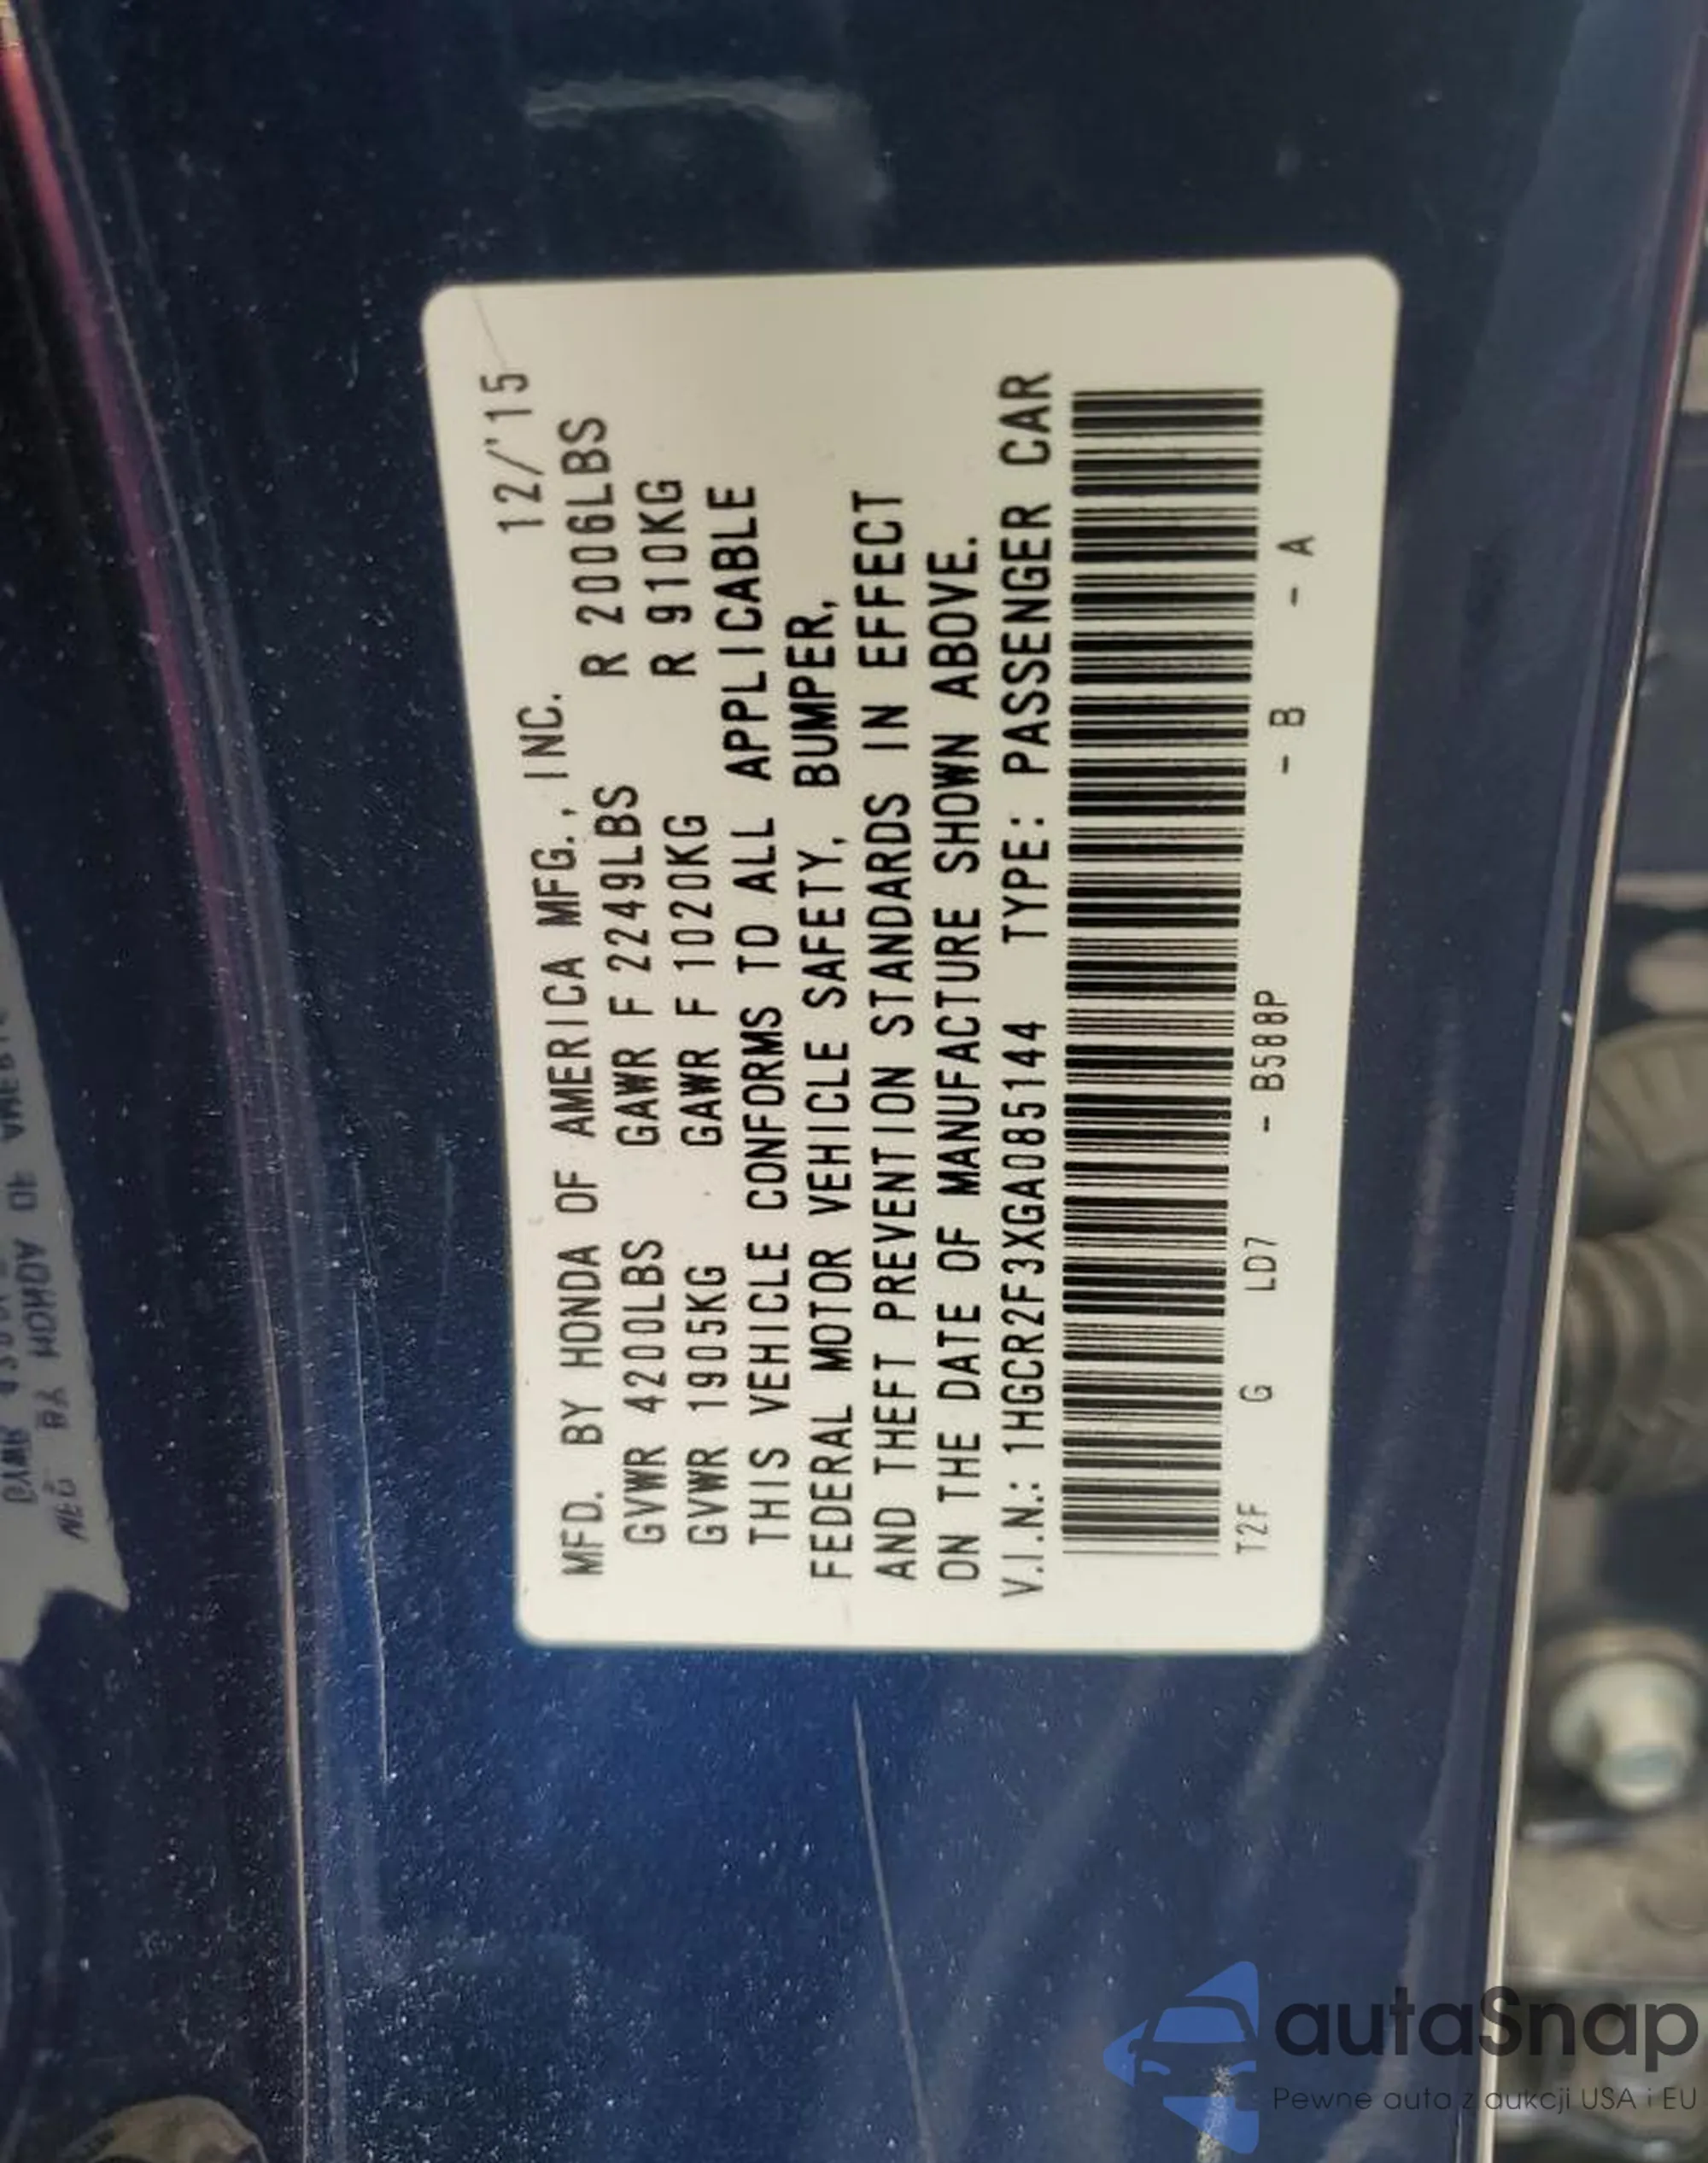 MFD. BY HONDA OF AMERICA MFG., INC. 12/'15
GVWR 4200LBS GAWR F 2249LBS R 2006LBS
GVWR 1905KG GAWR F 1020KG R 910KG
THIS VEHICLE CONFORMS TO ALL APPLICABLE
FEDERAL MOTOR VEHICLE SAFETY, BUMPER,
AND THEFT PREVENTION STANDARDS IN EFFECT
ON THE DATE OF MANUFACTURE SHOWN ABOVE.
V.I.N.: 1HGCR2F3XGA085144 TYPE: PASSENGER CAR
T2F G LD7 - B588P - B - A
autaSnap
Pewne auta z aukcji USA i EU